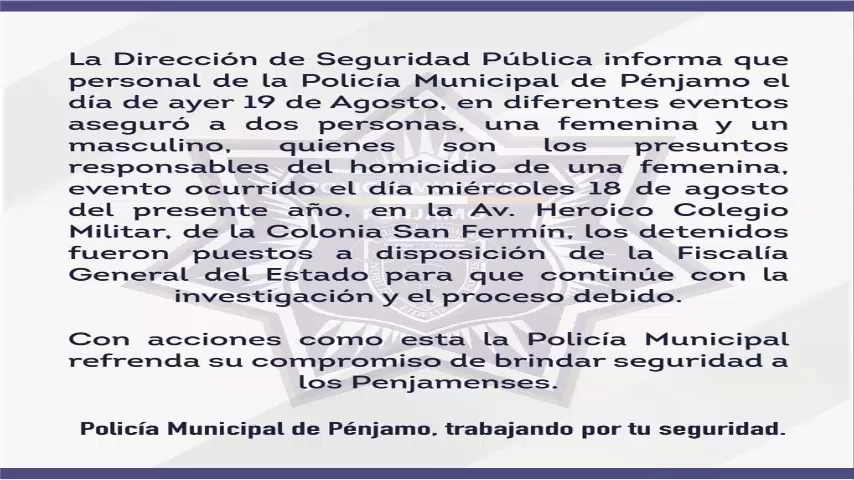 La Dirección de Seguridad Pública informa que
personal de la Policía Municipal de Pénjamo el
día de ayer 19 de Agosto, en diferentes eventos
aseguró a dos personas, una femenina y un
masculino, quienes son los presuntos
responsables del homicidio de una femenina,
evento ocurrido el día miércoles 18 de agosto
del presente año, en la Av. Heroico Colegio
Militar, de la Colonia San Fermín, los detenidos
fueron puestos a disposición de la Fiscalía
General del Estado para que continúe con la
investigación y el proceso debido.
Con acciones como esta la Policía Municipal
refrenda su compromiso de brindar seguridad a
los Penjamenses.
Policía Municipal de Pénjamo, trabajando por tu seguridad.